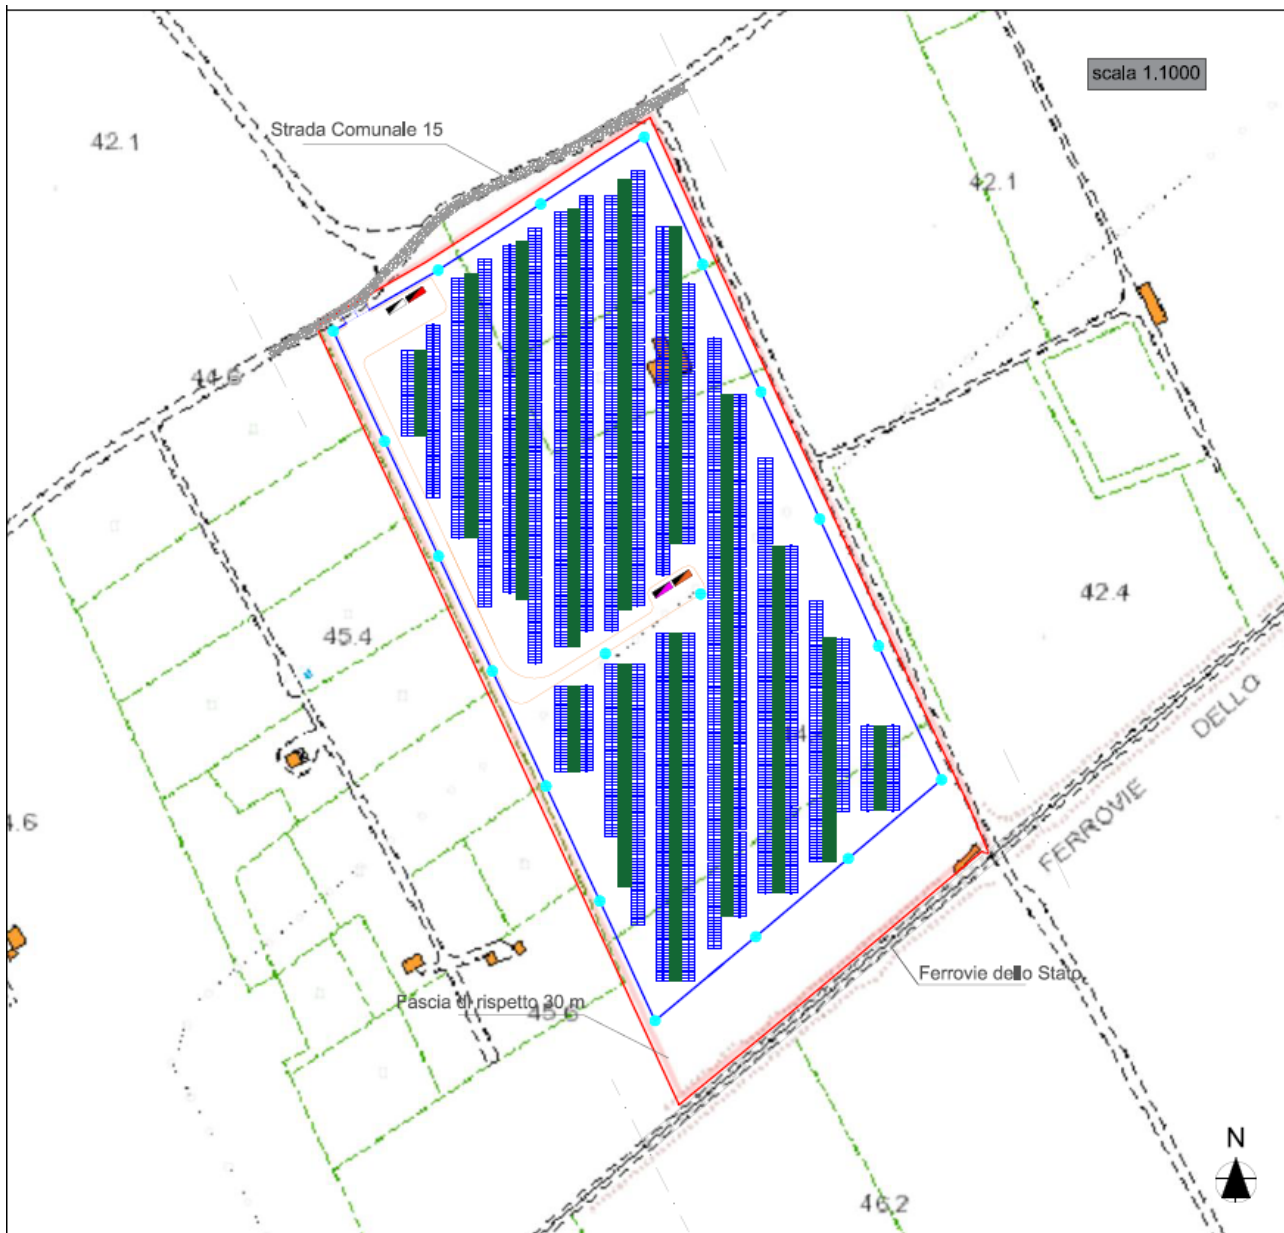 scala 1.1000
Strada Comunale 15
42.1
42.1
44.6
42.4
45.4
DELLO
FERROVIE
4.6
Ferrovie dello Stato
Fascia di rispetto 30 m
45.6
N
46.2